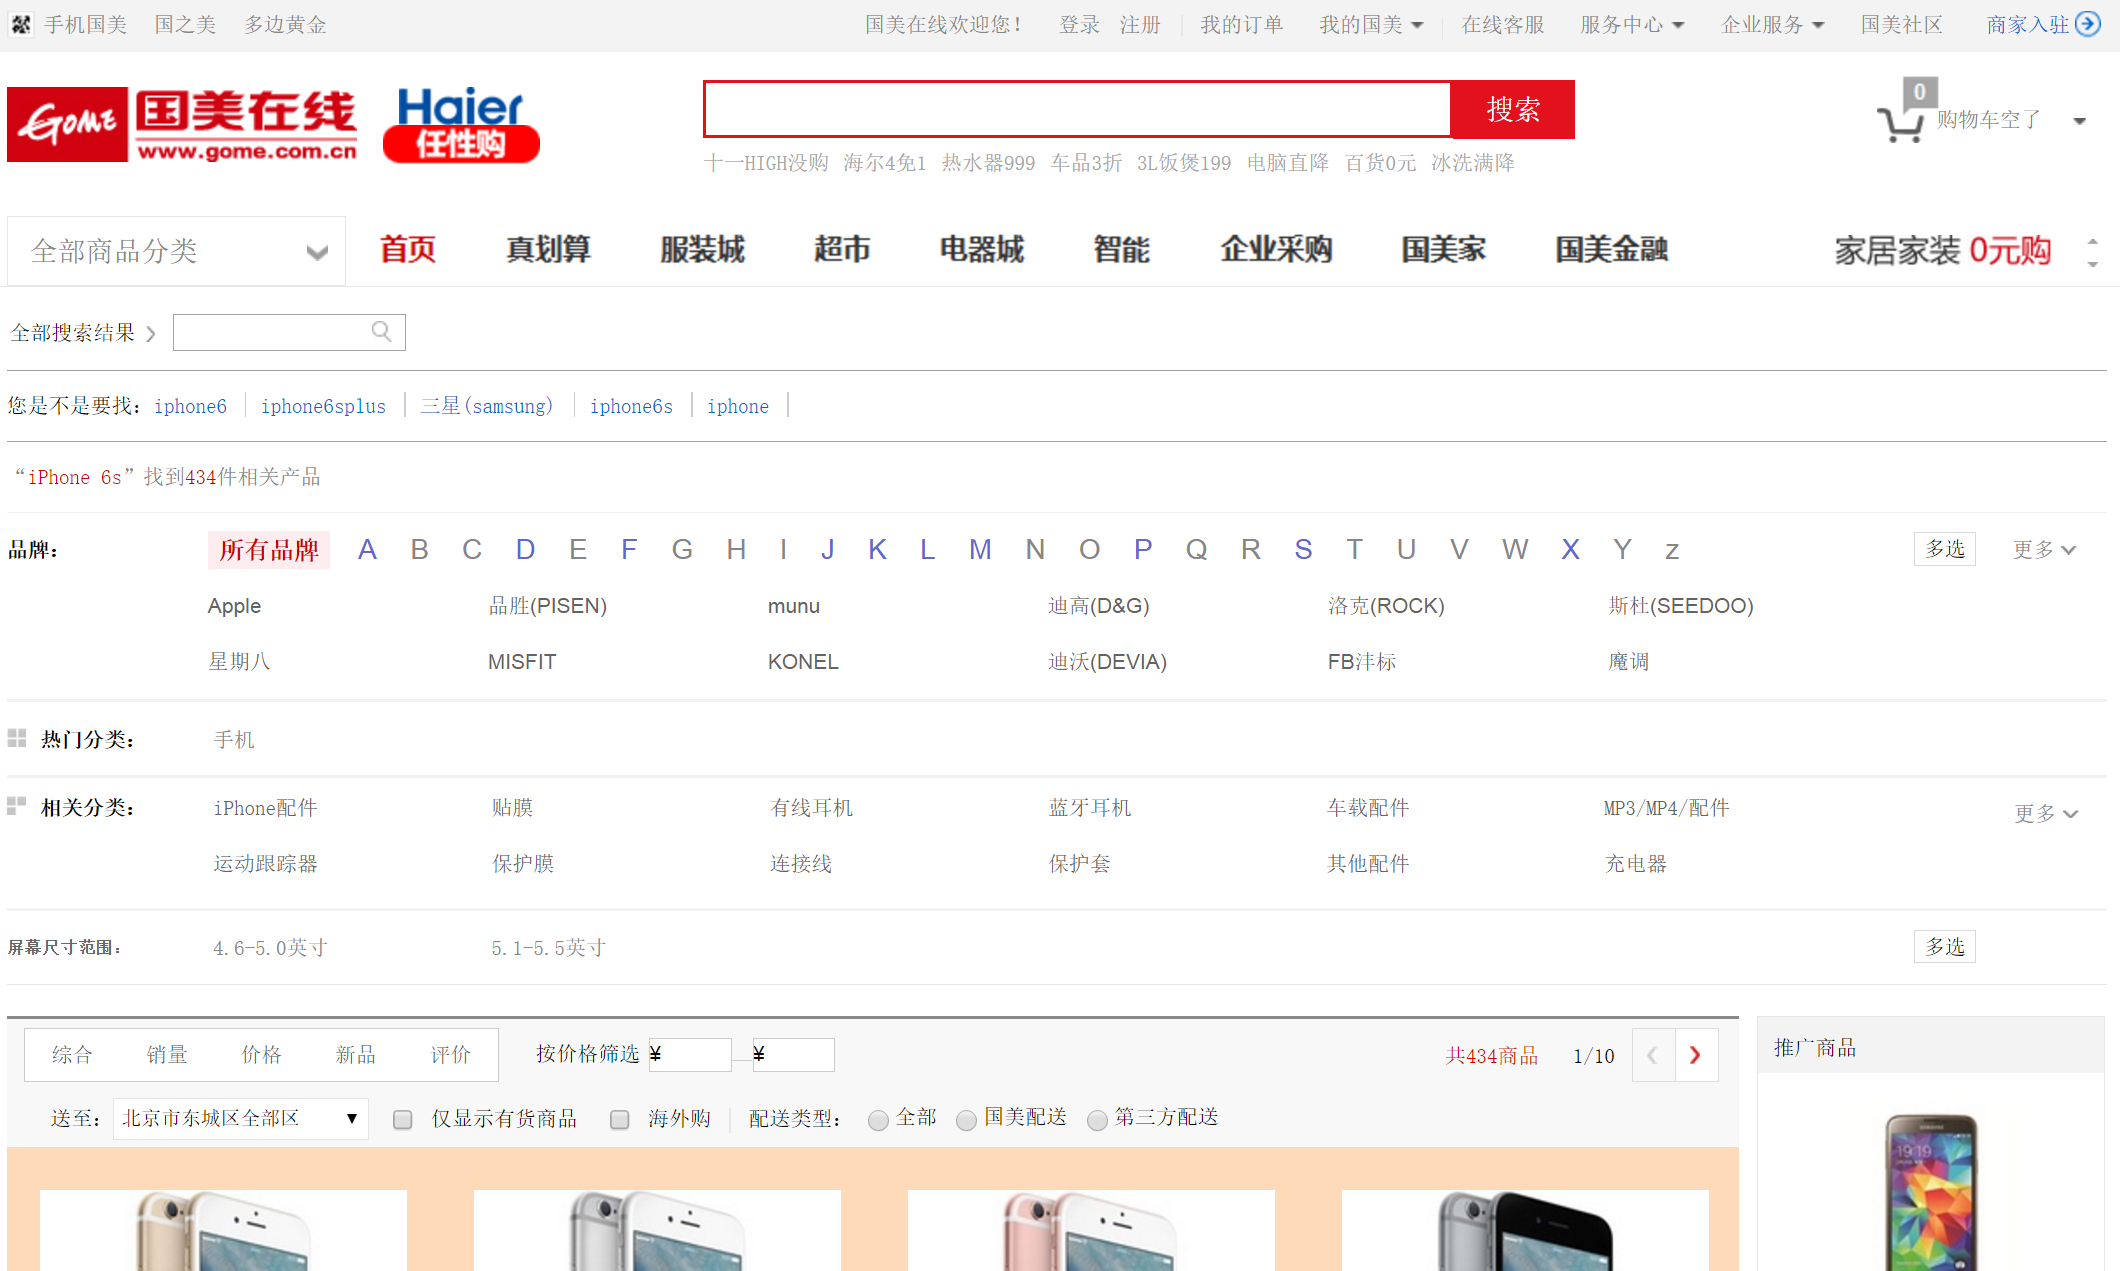 手机国美 国之美 多边黄金 国美在线欢迎您! 登录 注册 我的订单 我的国美 在线客服 服务中心 企业服务 国美社区 商家入驻
GOME 国美在线 www.gome.com.cn Haier 任性购 搜索 0 购物车空了
十一HIGH没购 海尔4免1 热水器999 车品3折 3L饭煲199 电脑直降 百货0元 冰洗满降
全部商品分类 首页 真划算 服装城 超市 电器城 智能 企业采购 国美家 国美金融 家居家装 0元购
全部搜索结果
您是不是要找: iphone6 iphone6splus 三星(samsung) iphone6s iphone
“iPhone 6s”找到434件相关产品
品牌: 所有品牌 A B C D E F G H I J K L M N O P Q R S T U V W X Y z 多选 更多
Apple 品胜(PISEN) munu 迪高(D&G) 洛克(ROCK) 斯杜(SEEDOO)
星期八 MISFIT KONEL 迪沃(DEVIA) FB沣标 魔调
热门分类: 手机
相关分类: iPhone配件 贴膜 有线耳机 蓝牙耳机 车载配件 MP3/MP4/配件 更多
运动跟踪器 保护膜 连接线 保护套 其他配件 充电器
屏幕尺寸范围: 4.6-5.0英寸 5.1-5.5英寸 多选
综合 销量 价格 新品 评价 按价格筛选 ¥ ¥ 共434商品 1/10 推广商品
送至: 北京市东城区全部区 仅显示有货商品 海外购 配送类型: 全部 国美配送 第三方配送
SAMSUNG
19:19